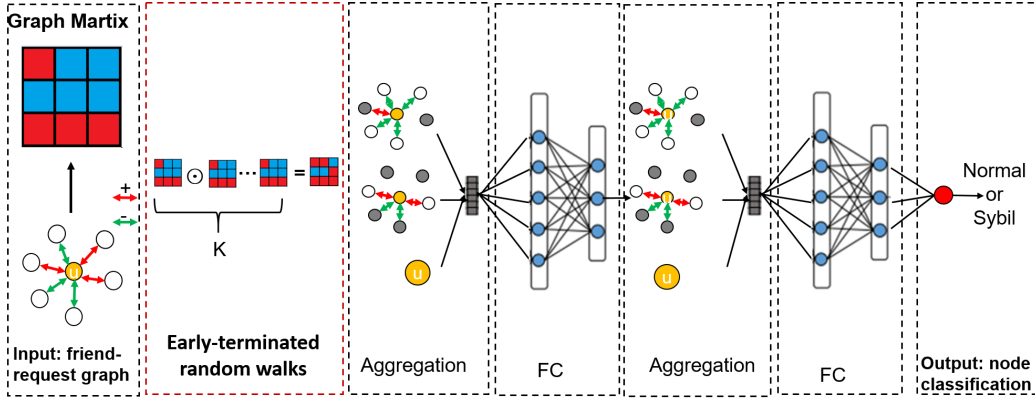 Graph Martix
+
-
u
Input: friend-
request graph
⊙
...
=
K
Early-terminated
random walks
u
Aggregation
FC
u
u
u
Aggregation
FC
Normal
or
Sybil
Output: node
classification